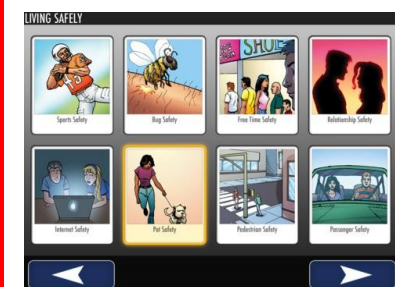 LIVING SAFELY
SHOE
Sports Safety
Bug Safety
Free Time Safety
Relationship Safety
Internet Safety
Pet Safety
Pedestrian Safety
Passenger Safety